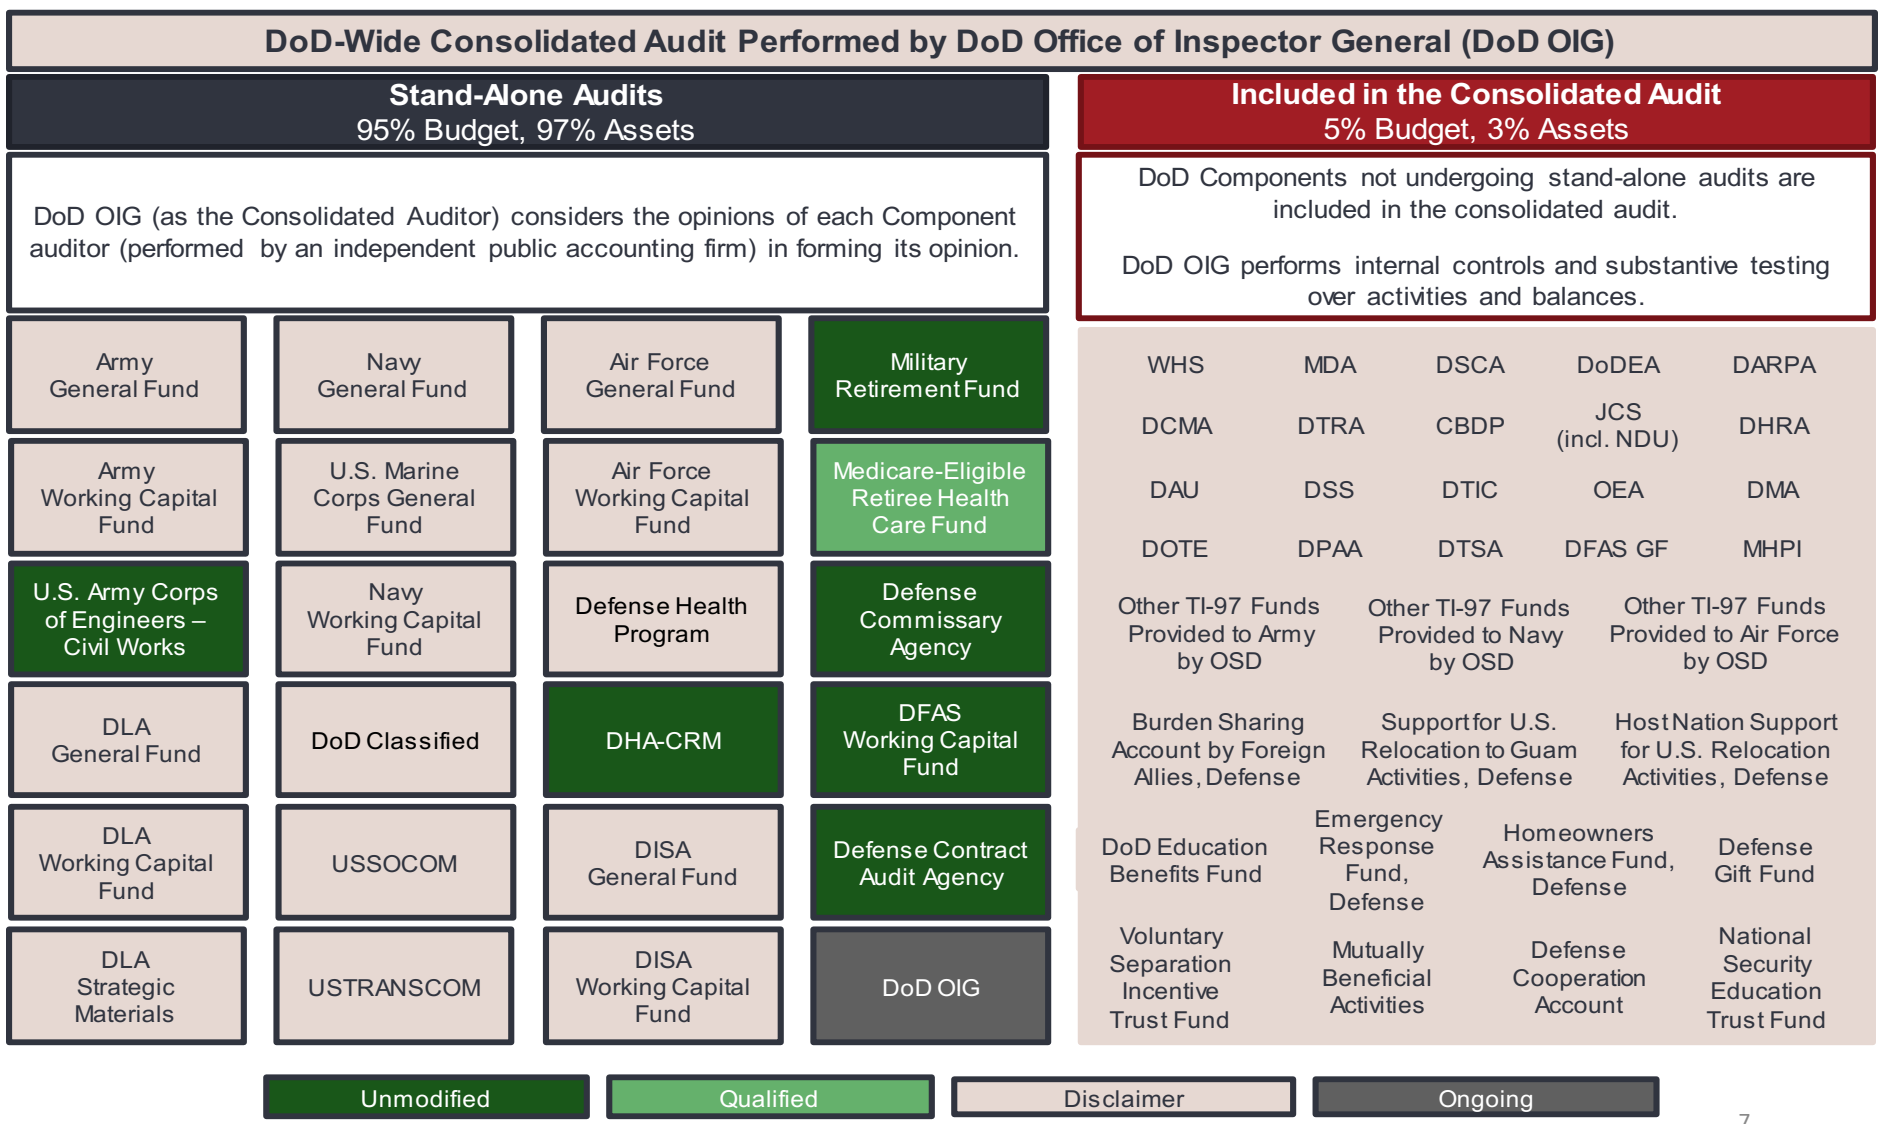 DoD-Wide Consolidated Audit Performed by DoD Office of Inspector General (DoD OIG)
Stand-Alone Audits
95% Budget, 97% Assets
DoD OIG (as the Consolidated Auditor) considers the opinions of each Component
auditor (performed by an independent public accounting firm) in forming its opinion.
Included in the Consolidated Audit
5% Budget, 3% Assets
DoD Components not undergoing stand-alone audits are
included in the consolidated audit.
DoD OIG performs internal controls and substantive testing
over activities and balances.
Army
General Fund
Navy
General Fund
Air Force
General Fund
Military
Retirement Fund
Army
Working Capital
Fund
U.S. Marine
Corps General
Fund
Air Force
Working Capital
Fund
Medicare-Eligible
Retiree Health
Care Fund
U.S. Army Corps
of Engineers –
Civil Works
Navy
Working Capital
Fund
Defense Health
Program
Defense
Commissary
Agency
DLA
General Fund
DoD Classified
DHA-CRM
DFAS
Working Capital
Fund
DLA
Working Capital
Fund
USSOCOM
DISA
General Fund
Defense Contract
Audit Agency
DLA
Strategic
Materials
USTRANSCOM
DISA
Working Capital
Fund
DoD OIG
WHS
MDA
DSCA
DoDEA
DARPA
DCMA
DTRA
CBDP
JCS
(incl. NDU)
DHRA
DAU
DSS
DTIC
OEA
DMA
DOTE
DPAA
DTSA
DFAS GF
MHPI
Other TI-97 Funds
Provided to Army
by OSD
Other TI-97 Funds
Provided to Navy
by OSD
Other TI-97 Funds
Provided to Air Force
by OSD
Burden Sharing
Account by Foreign
Allies, Defense
Support for U.S.
Relocation to Guam
Activities, Defense
Host Nation Support
for U.S. Relocation
Activities, Defense
DoD Education
Benefits Fund
Emergency
Response
Fund,
Defense
Homeowners
Assistance Fund,
Defense
Defense
Gift Fund
Voluntary
Separation
Incentive
Trust Fund
Mutually
Beneficial
Activities
Defense
Cooperation
Account
National
Security
Education
Trust Fund
Unmodified
Qualified
Disclaimer
Ongoing
7